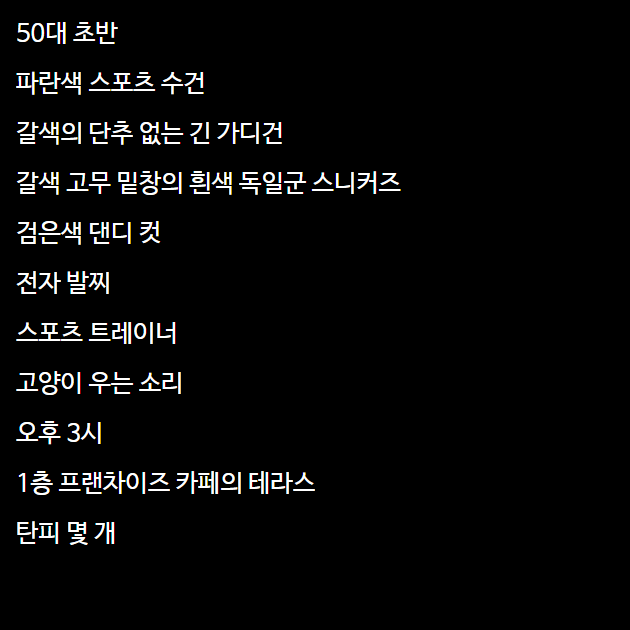 50대 초반
파란색 스포츠 수건
갈색의 단추 없는 긴 가디건
갈색 고무 밑창의 흰색 독일군 스니커즈
검은색 댄디 컷
전자 발찌
스포츠 트레이너
고양이 우는 소리
오후 3시
1층 프랜차이즈 카페의 테라스
탄피 몇 개